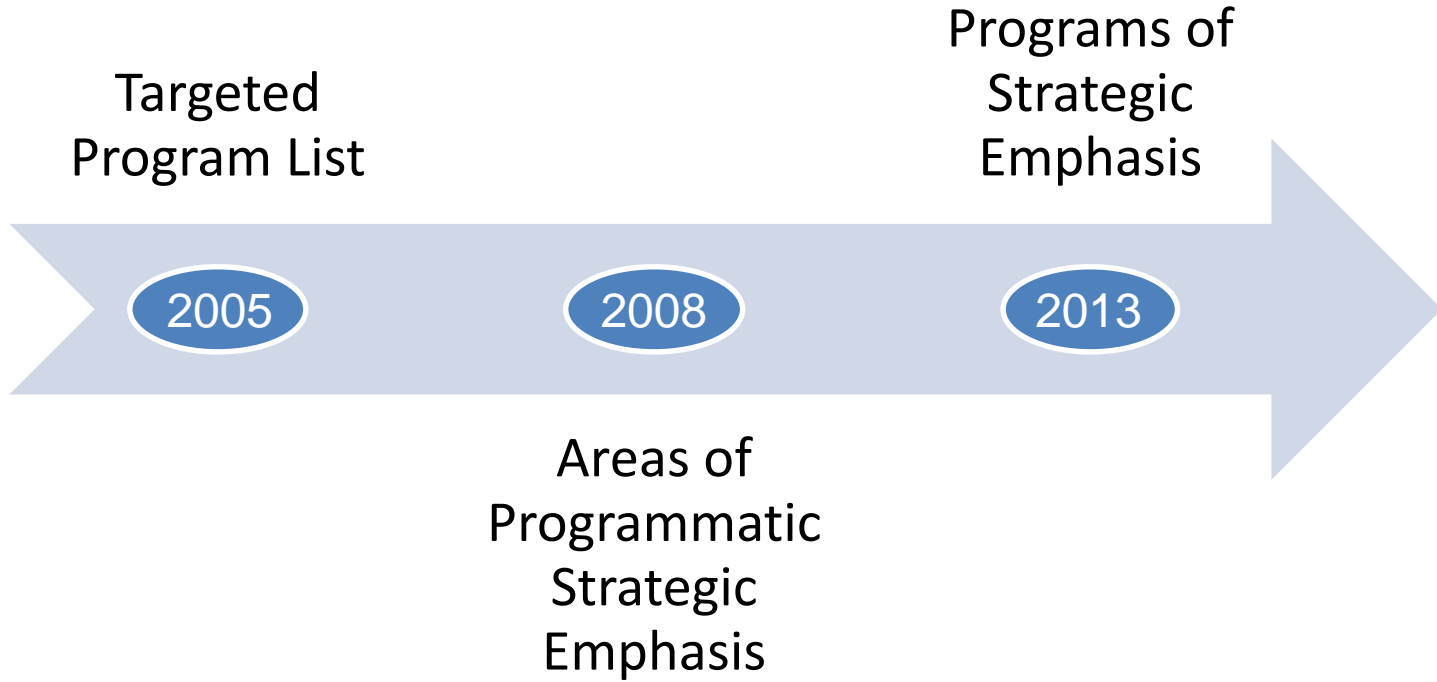 Targeted
Program List
Programs of
Strategic
Emphasis
2005
2008
2013
Areas of
Programmatic
Strategic
Emphasis